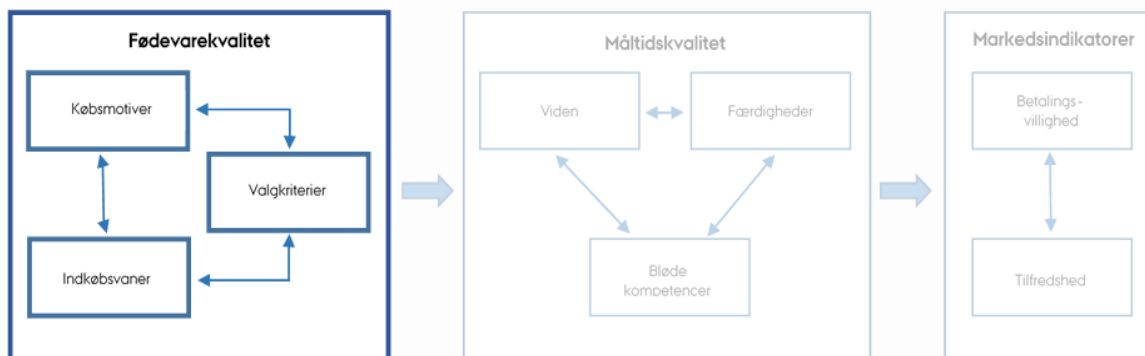 Fødevarekvalitet
Købsmotiver
Valgkriterier
Indkøbsvaner
Måltidskvalitet
Viden
Færdigheder
Bløde
kompetencer
Markedsindikatorer
Betalings-
villighed
Tilfredshed